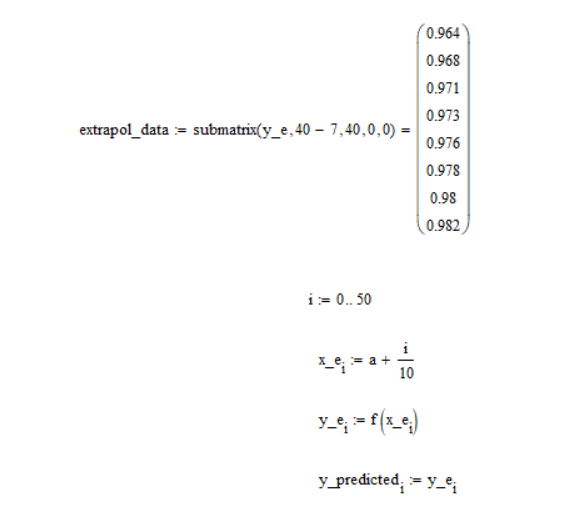 extrapol_data := submatrix(y_e, 40 − 7, 40, 0, 0) =
0.964
0.968
0.971
0.973
0.976
0.978
0.98
0.982
i := 0.. 50
x_e_i := a + i/10
y_e_i := f(x_e_i)
y_predicted_i := y_e_i